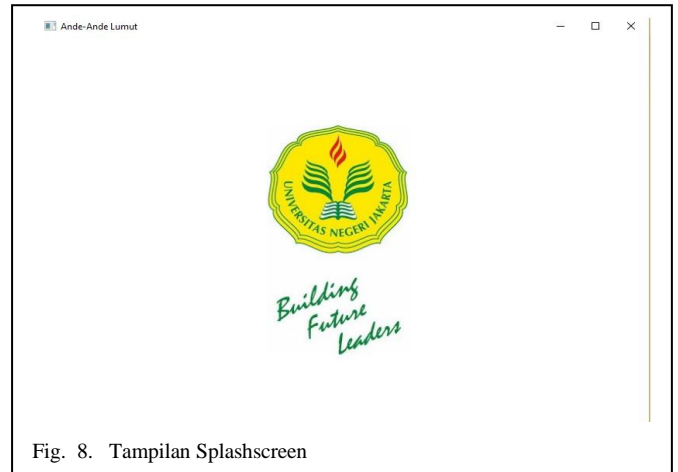 Ande-Ande Lumut
UNIVERSITAS NEGERI JAKARTA
Building
Future
Leaders
Fig. 8. Tampilan Splashscreen